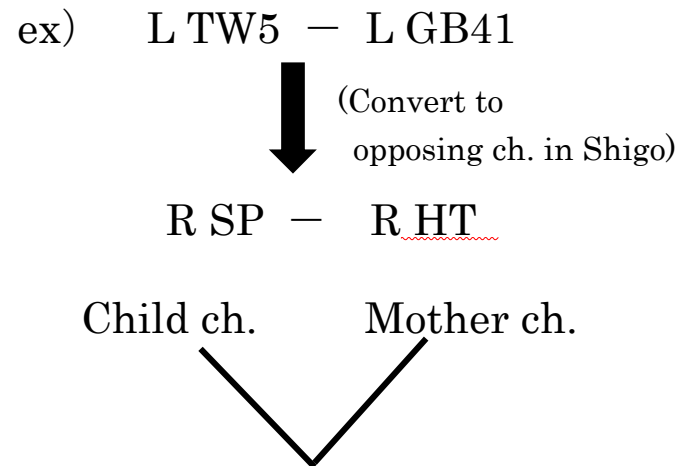 ex) L TW5 － L GB41
(Convert to
opposing ch. in Shigo)
R SP － R HT
Child ch. Mother ch.